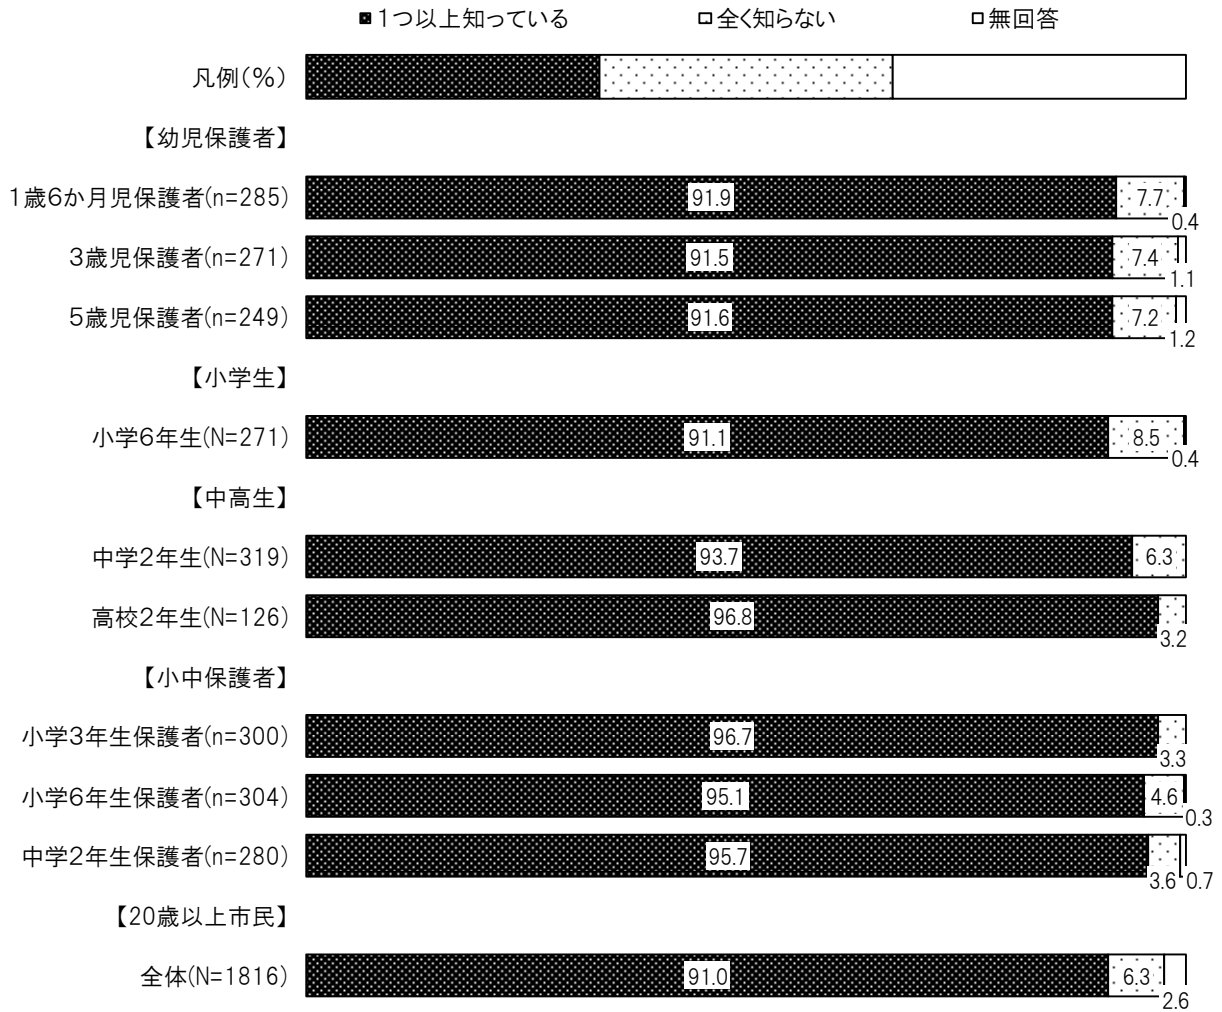 １つ以上知っている 全く知らない 無回答
凡例(％)
【幼児保護者】
１歳６か月児保護者(n=285) 91.9 7.7 0.4
３歳児保護者(n=271) 91.5 7.4 1.1
５歳児保護者(n=249) 91.6 7.2 1.2
【小学生】
小学６年生(N=271) 91.1 8.5 0.4
【中高生】
中学２年生(N=319) 93.7 6.3
高校２年生(N=126) 96.8 3.2
【小中保護者】
小学３年生保護者(n=300) 96.7 3.3
小学６年生保護者(n=304) 95.1 4.6 0.3
中学２年生保護者(n=280) 95.7 3.6 0.7
【20歳以上市民】
全体(N=1816) 91.0 6.3 2.6